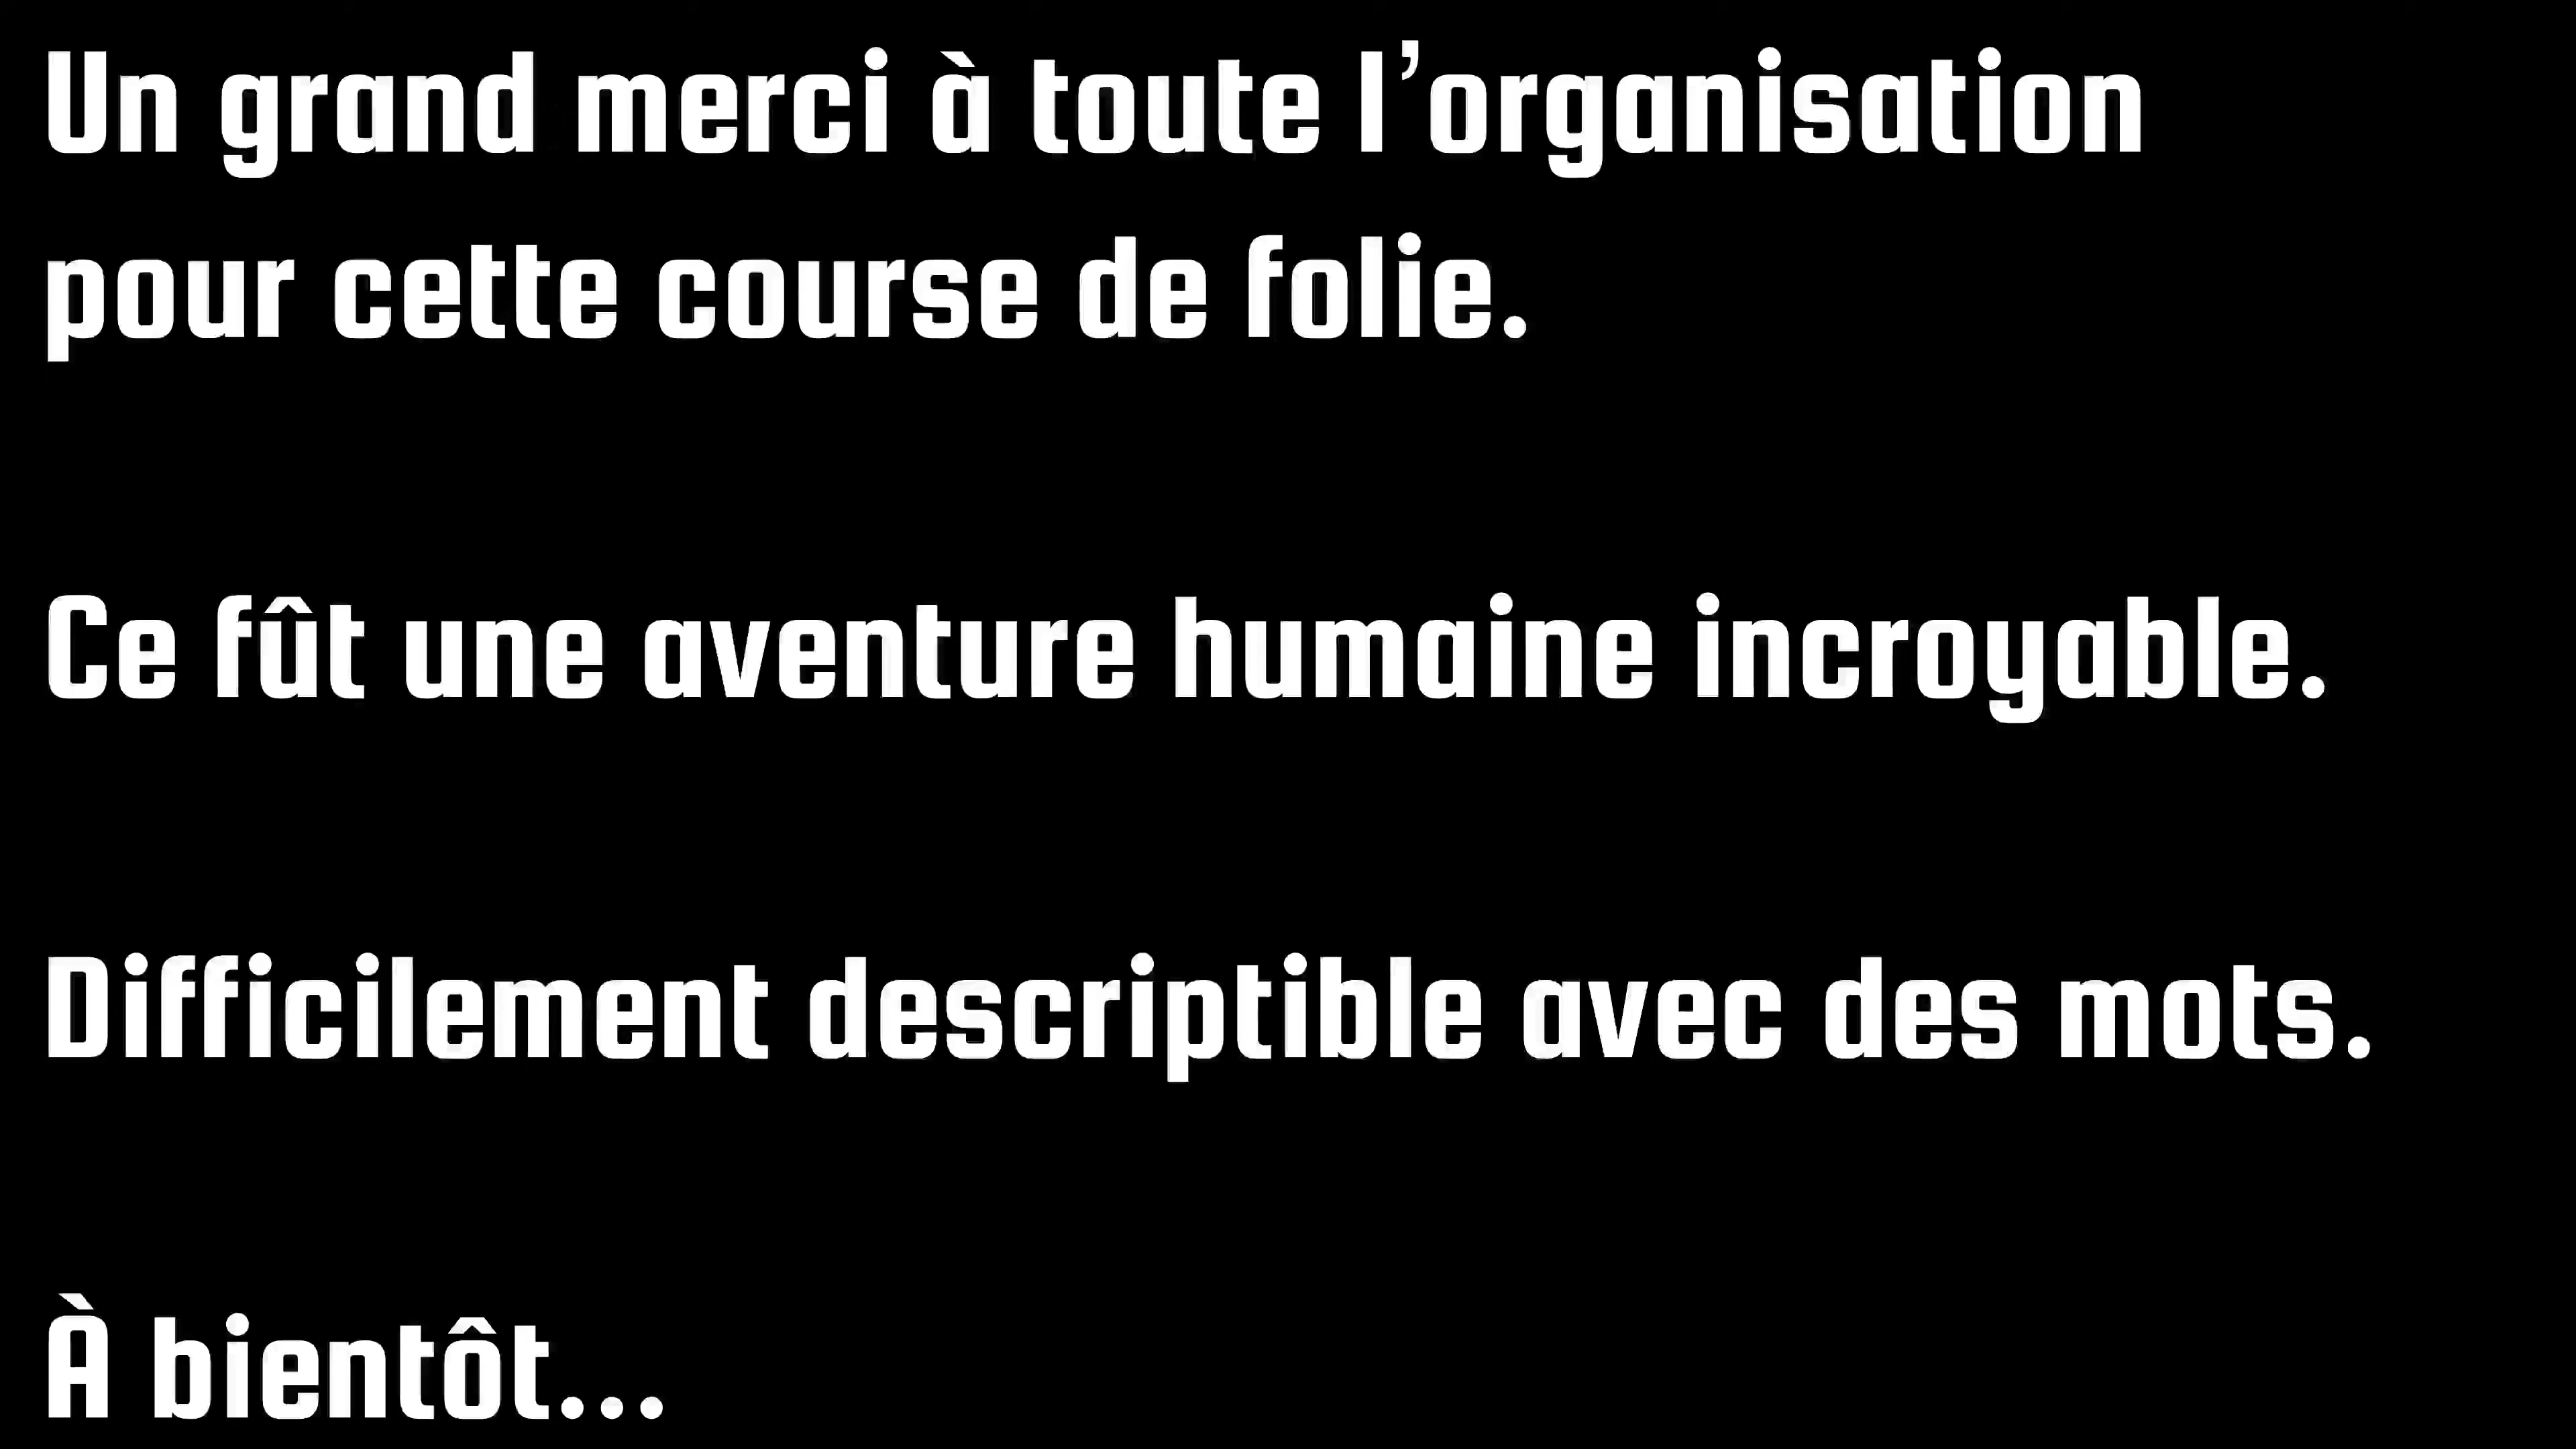 Un grand merci à toute l’organisation
pour cette course de folie.
Ce fût une aventure humaine incroyable.
Difficilement descriptible avec des mots.
À bientôt...